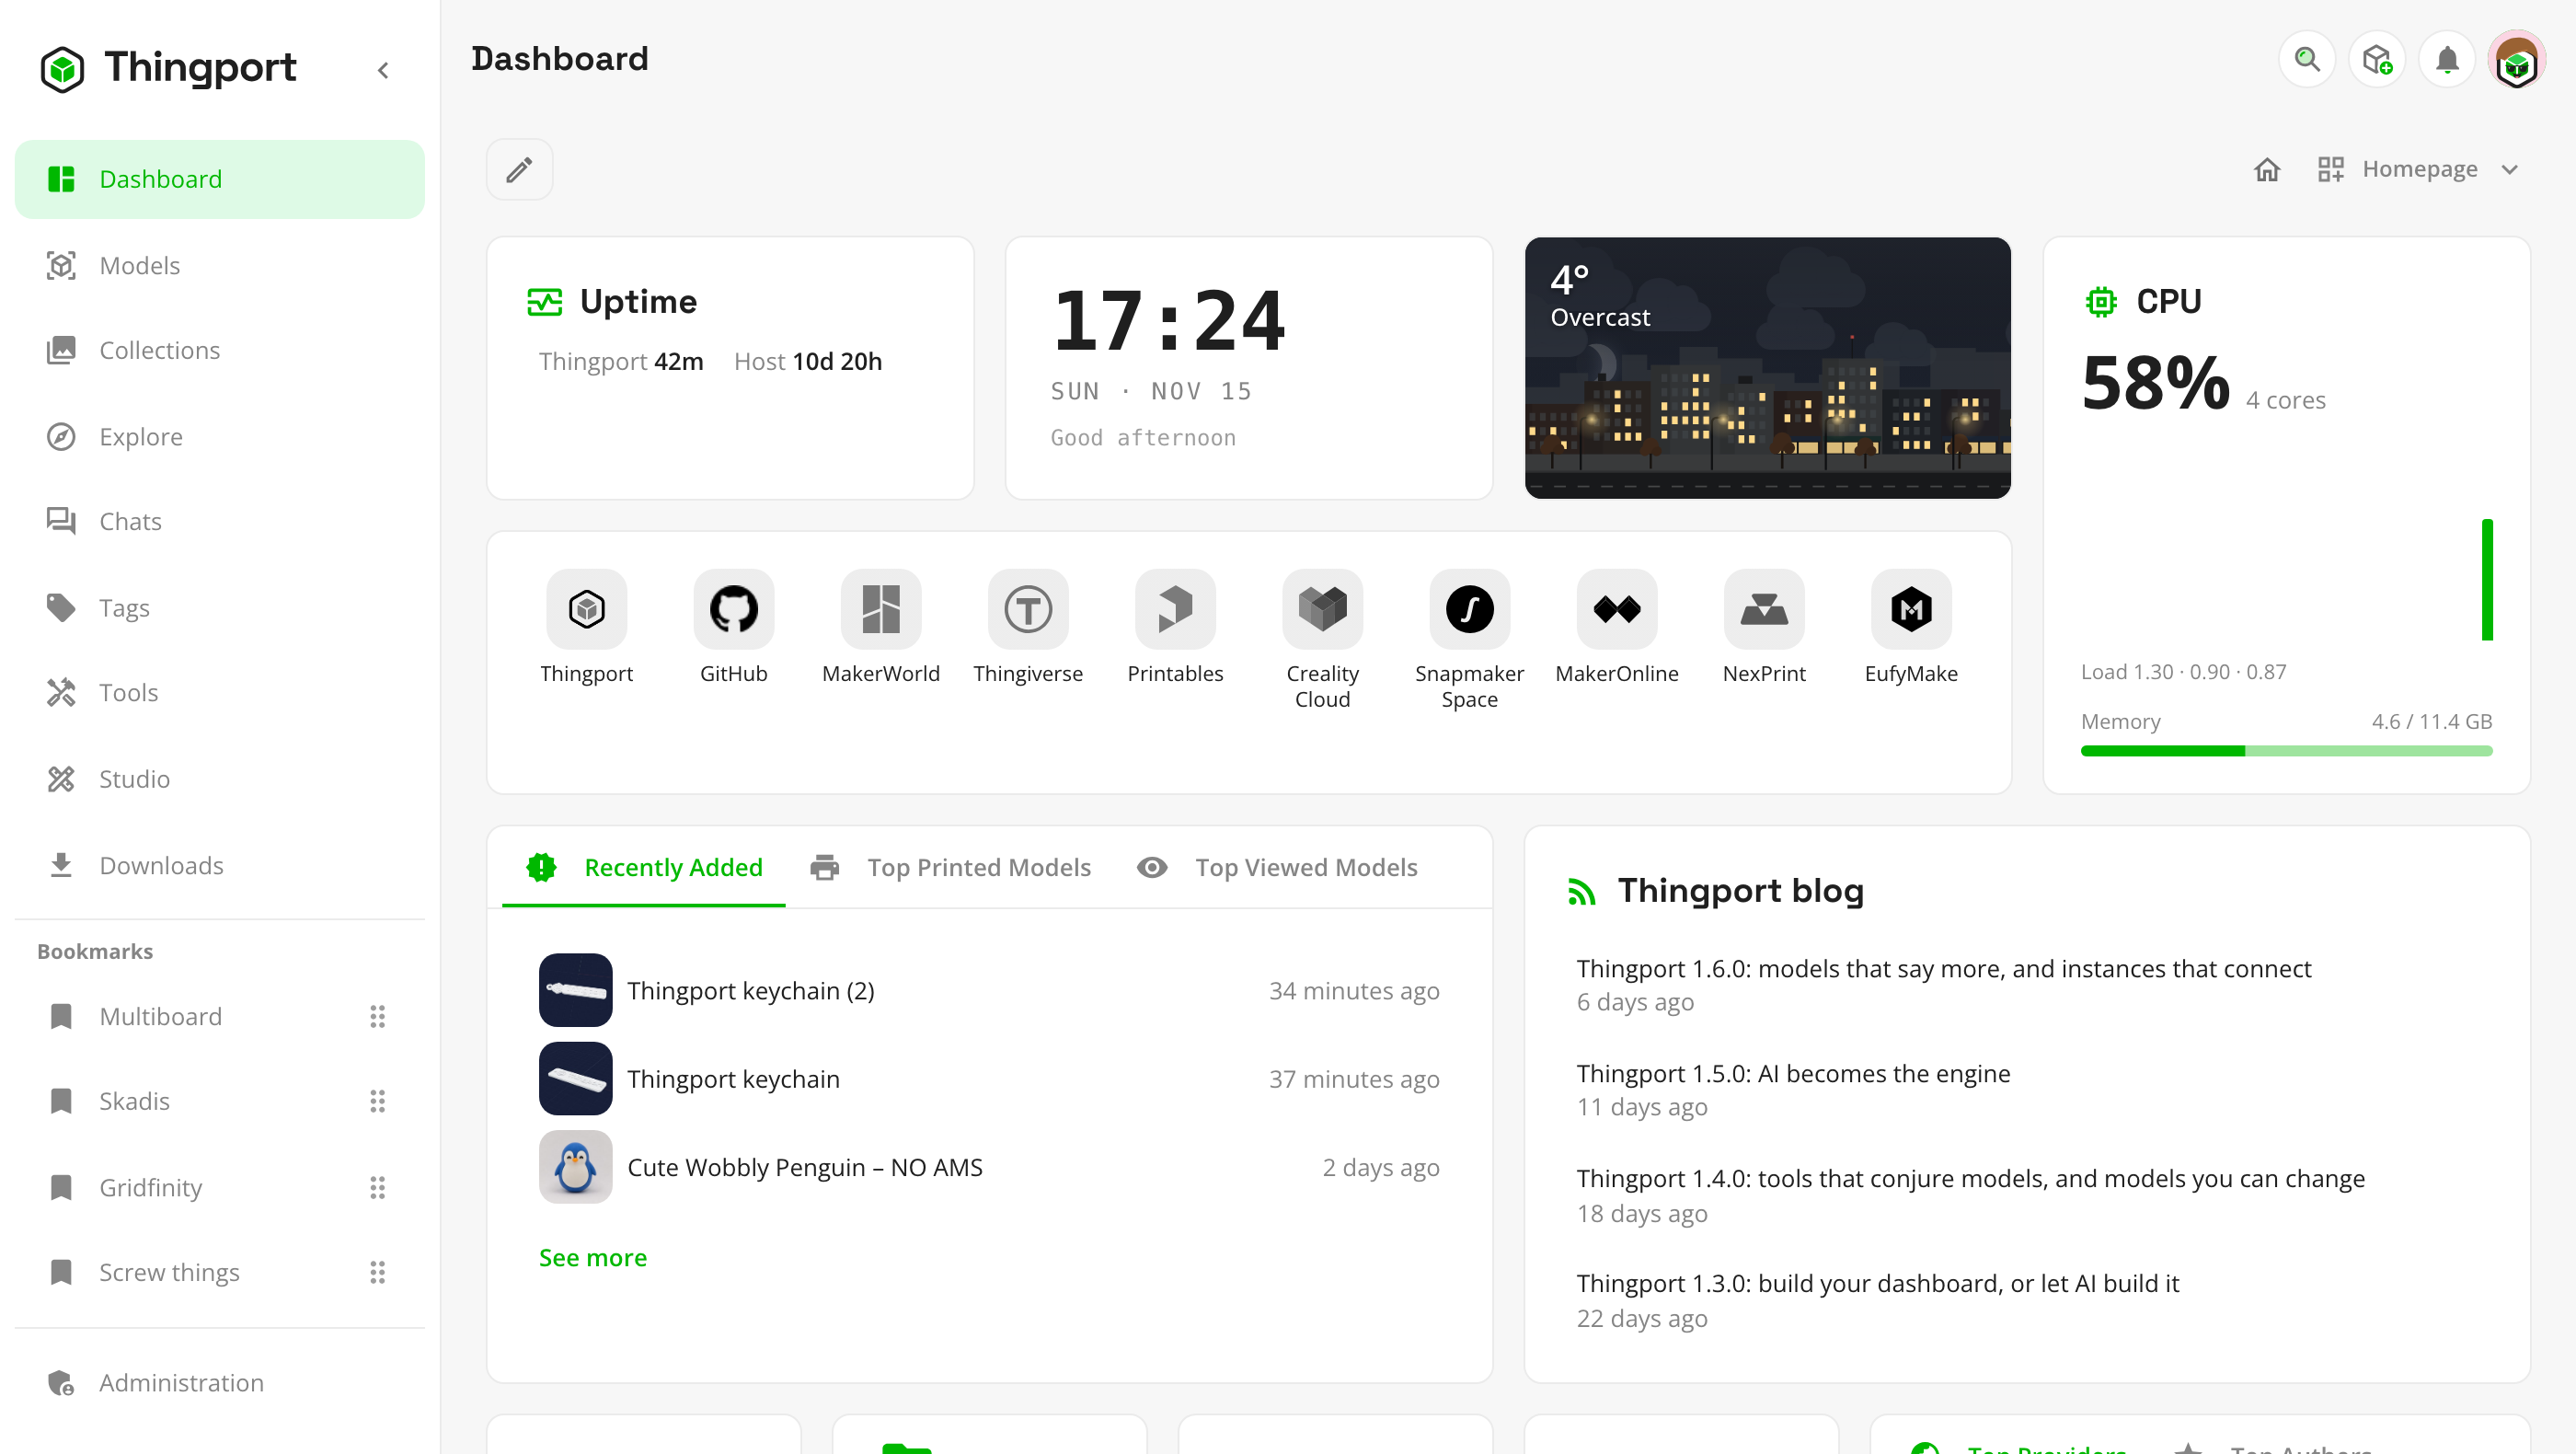 Thingport
Dashboard
Models
Collections
Explore
Chats
Tags
Tools
Studio
Downloads
Bookmarks
Multiboard
Skadis
Gridfinity
Screw things
Administration
Dashboard
Homepage
Uptime
Thingport 42m Host 10d 20h
17:24
SUN · NOV 15
Good afternoon
4°
Overcast
CPU
58% 4 cores
Load 1.30 · 0.90 · 0.87
Memory 4.6 / 11.4 GB
Thingport
GitHub
MakerWorld
Thingiverse
Printables
Creality
Cloud
Snapmaker
Space
MakerOnline
NexPrint
EufyMake
Recently Added
Top Printed Models
Top Viewed Models
Thingport keychain (2) 34 minutes ago
Thingport keychain 37 minutes ago
Cute Wobbly Penguin – NO AMS 2 days ago
See more
Thingport blog
Thingport 1.6.0: models that say more, and instances that connect
6 days ago
Thingport 1.5.0: AI becomes the engine
11 days ago
Thingport 1.4.0: tools that conjure models, and models you can change
18 days ago
Thingport 1.3.0: build your dashboard, or let AI build it
22 days ago
Top Providers
Top Authors